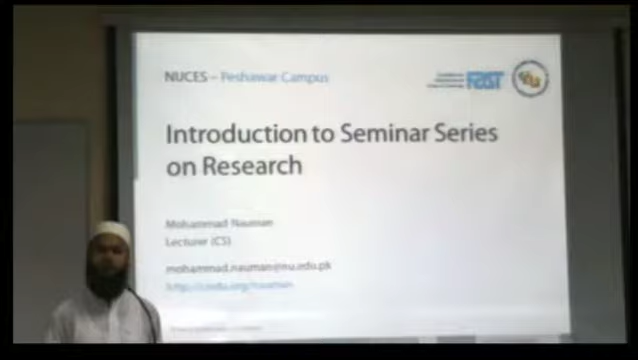 NUCES – Peshawar Campus
FAST
Introduction to Seminar Series
on Research
Mohammad Nauman
Lecturer (CS)
mohammad.nauman@nu.edu.pk